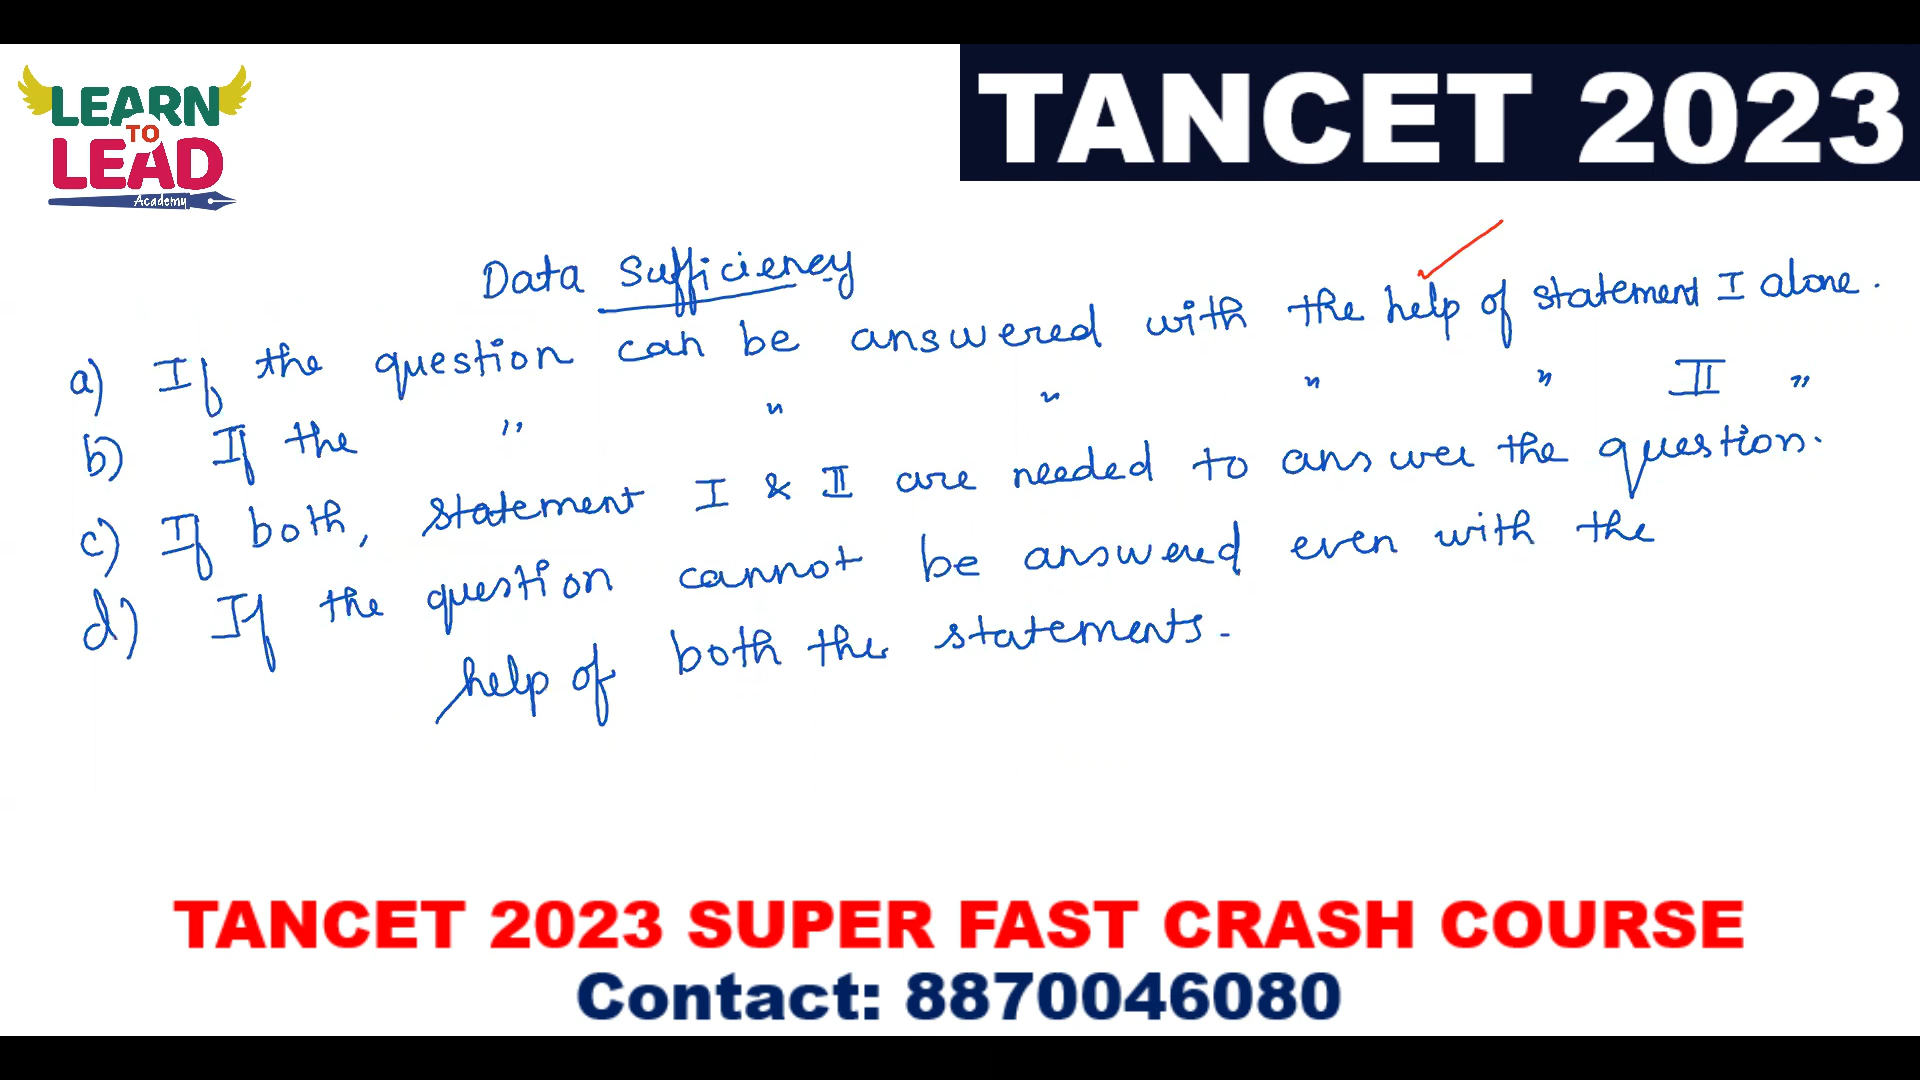 LEARN
TO
LEAD
Academy
TANCET 2023
Data Sufficiency
a) If the question can be answered with the help of statement I alone.
b) If the " " " " " II "
c) If both, statement I & II are needed to answer the question.
d) If the question cannot be answered even with the
help of both the statements.
TANCET 2023 SUPER FAST CRASH COURSE
Contact: 8870046080